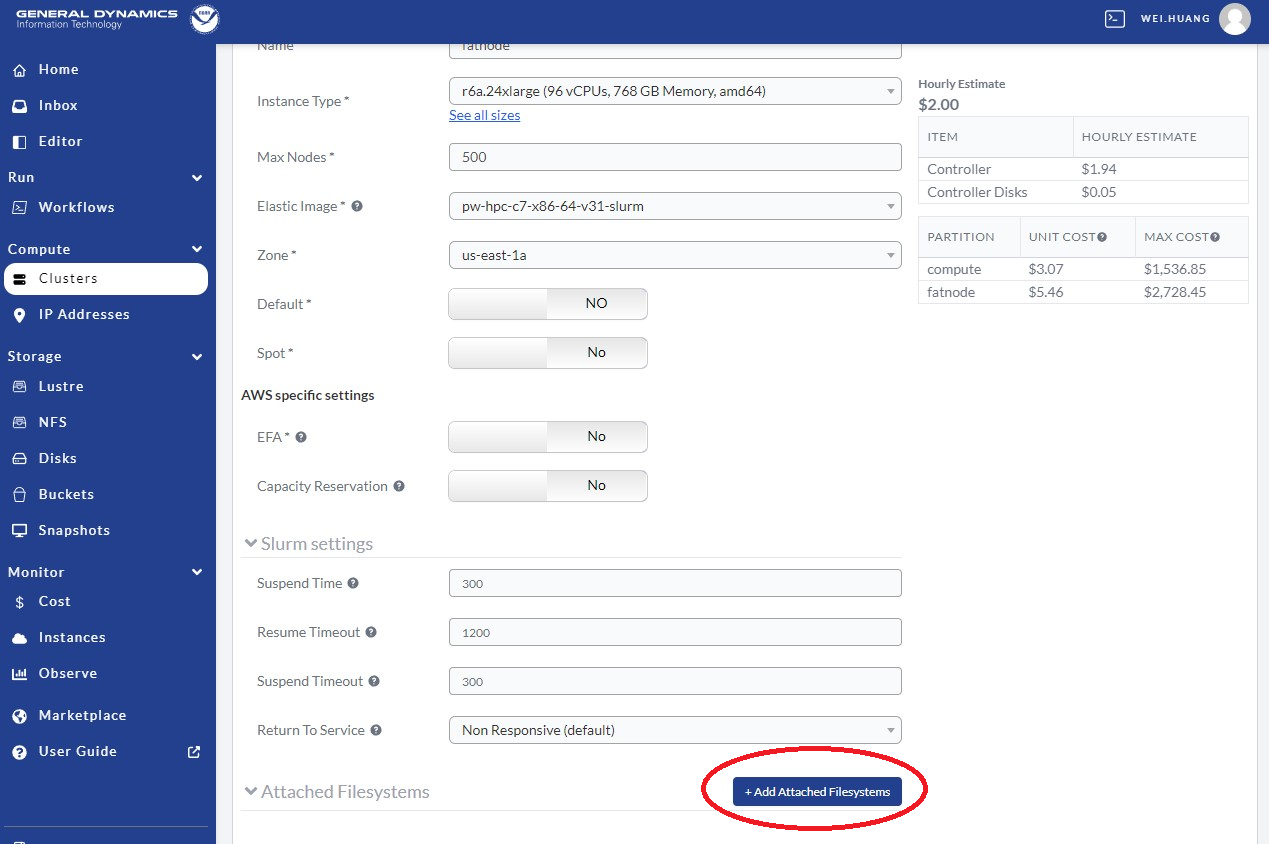 GENERAL DYNAMICS
Information Technology
WEI.HUANG
Home
Inbox
Editor
Run
Workflows
Compute
Clusters
IP Addresses
Storage
Lustre
NFS
Disks
Buckets
Snapshots
Monitor
Cost
Instances
Observe
Marketplace
User Guide
Name fatnode
Instance Type * r6a.24xlarge (96 vCPUs, 768 GB Memory, amd64)
See all sizes
Max Nodes * 500
Elastic Image * pw-hpc-c7-x86-64-v31-slurm
Zone * us-east-1a
Default * NO
Spot * No
AWS specific settings
EFA * No
Capacity Reservation No
Slurm settings
Suspend Time 300
Resume Timeout 1200
Suspend Timeout 300
Return To Service Non Responsive (default)
Attached Filesystems + Add Attached Filesystems
Hourly Estimate
$2.00
ITEM HOURLY ESTIMATE
Controller $1.94
Controller Disks $0.05
PARTITION UNIT COST MAX COST
compute $3.07 $1,536.85
fatnode $5.46 $2,728.45